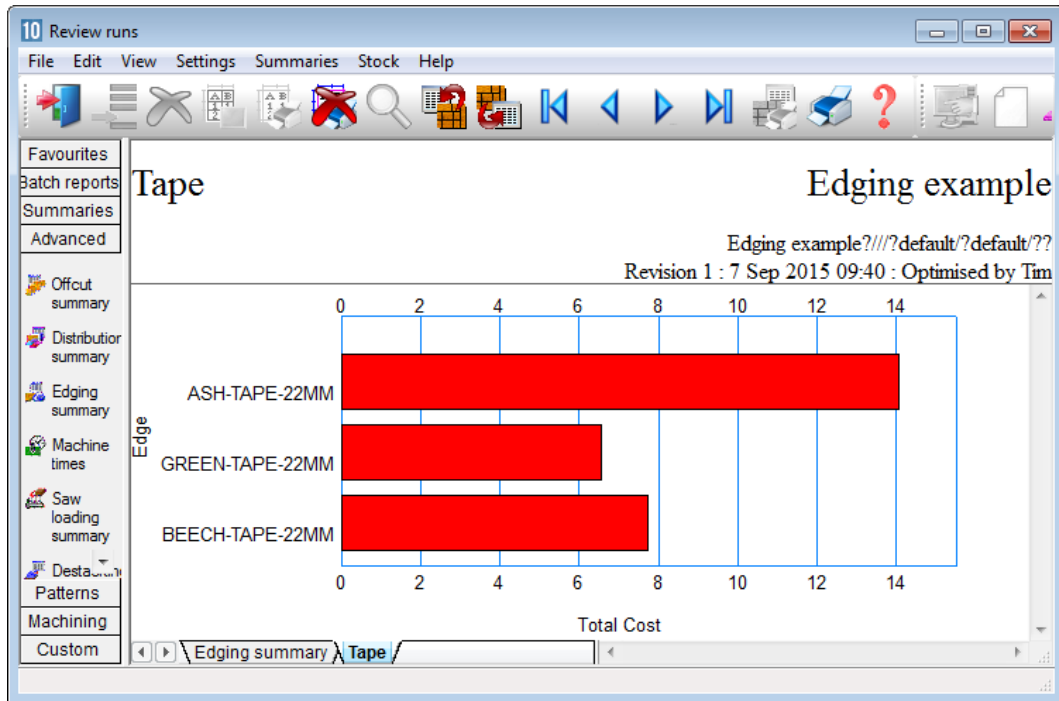 10 Review runs
File Edit View Settings Summaries Stock Help
Favourites
Batch reports
Summaries
Advanced
Offcut
summary
Distribution
summary
Edging
summary
Machine
times
Saw
loading
summary
Patterns
Machining
Custom
Tape
Edging example
Edging example?///?default/?default/??
Revision 1 : 7 Sep 2015 09:40 : Optimised by Tim
0 2 4 6 8 10 12 14
Edge
ASH-TAPE-22MM
GREEN-TAPE-22MM
BEECH-TAPE-22MM
0 2 4 6 8 10 12 14
Total Cost
Edging summary Tape